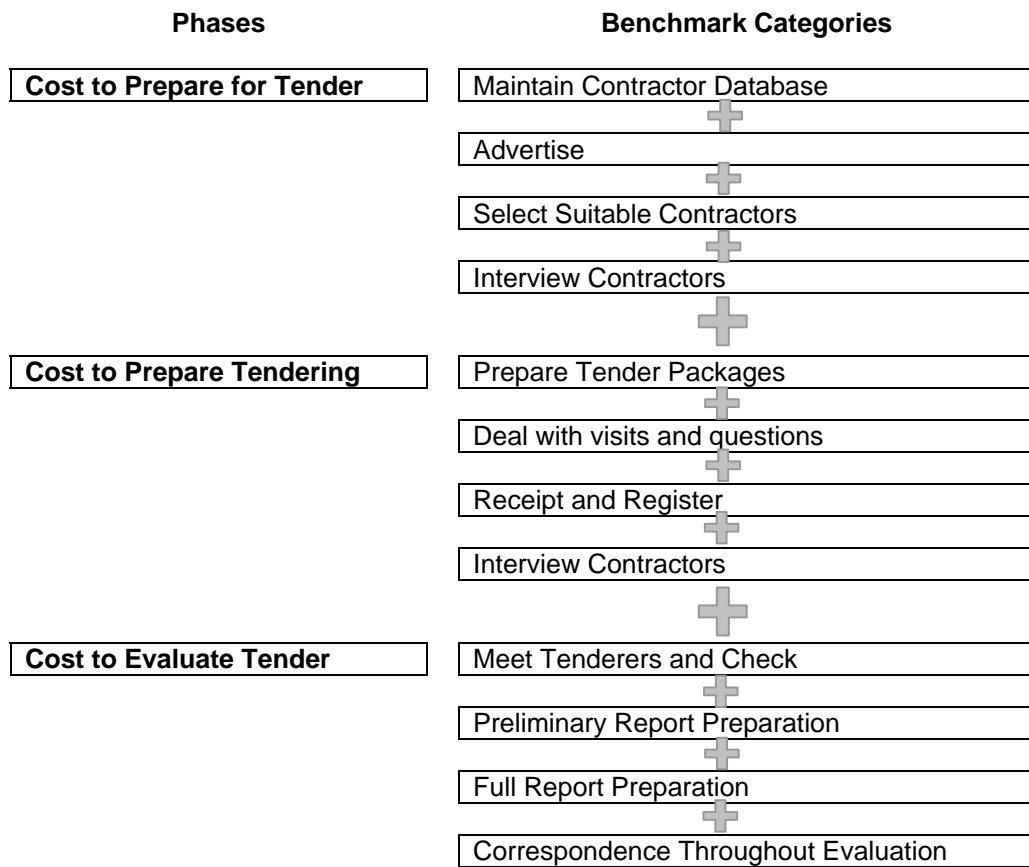 Phases Benchmark Categories
Cost to Prepare for Tender Maintain Contractor Database
Advertise
Select Suitable Contractors
Interview Contractors
Cost to Prepare Tendering Prepare Tender Packages
Deal with visits and questions
Receipt and Register
Interview Contractors
Cost to Evaluate Tender Meet Tenderers and Check
Preliminary Report Preparation
Full Report Preparation
Correspondence Throughout Evaluation